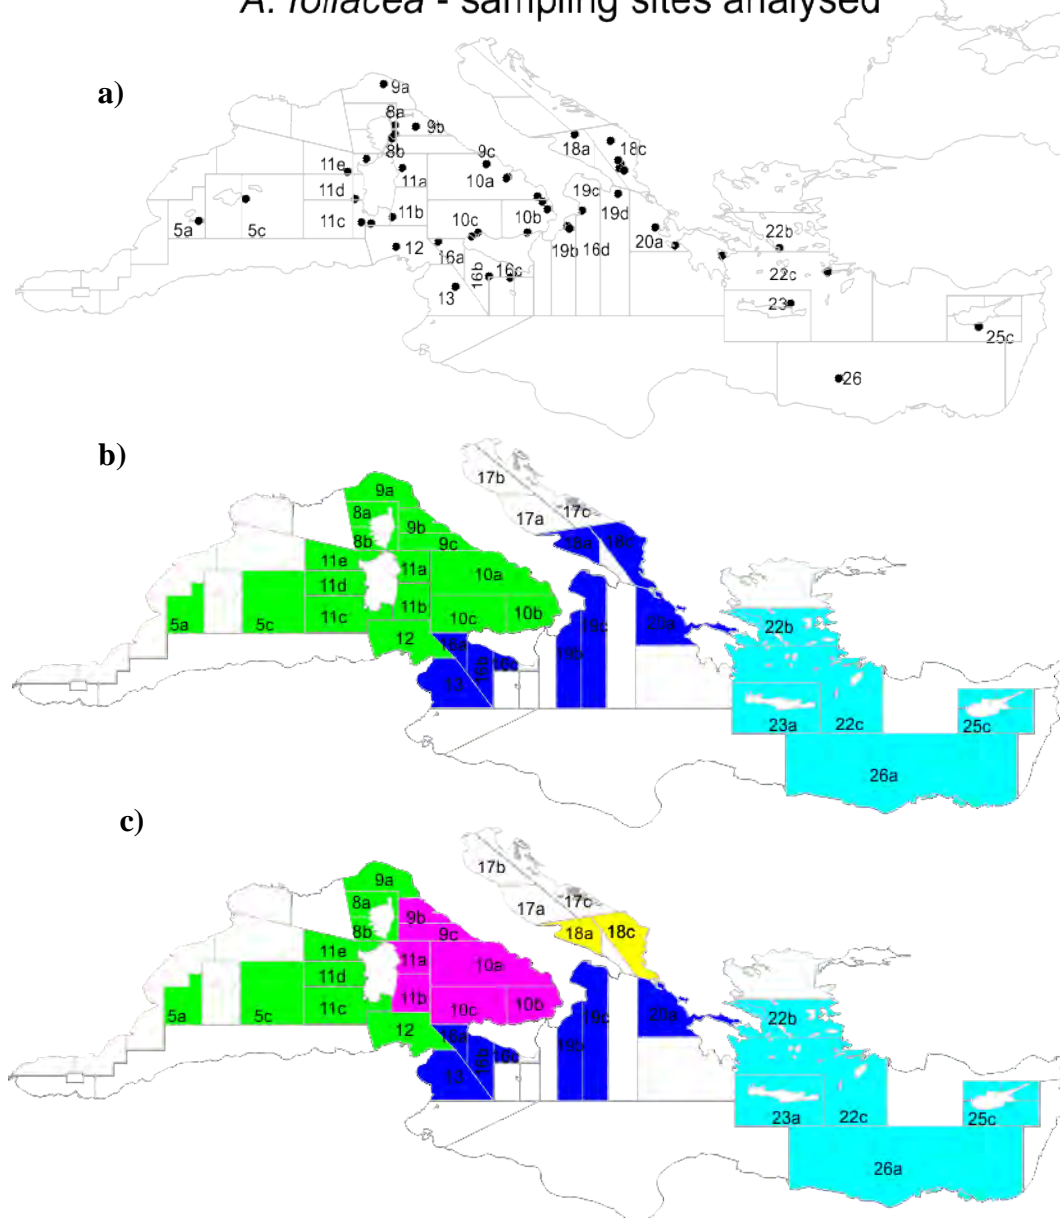 A. foliacea - sampling sites analysed
a)
9a
8a
9b
8b
9c
18a
18c
11e
11a
10a
11d
19c
11c
11b
10c
10b
19d
5a
5c
12
16a
19b
16d
20a
22b
16b
16c
22c
13
23
25c
26
b)
17b
9a
8a
17a
17c
9b
8b
9c
18a
18c
11e
11a
10a
11d
11c
11b
10c
10b
19c
5a
5c
20a
22b
12
16a
19b
16b
16c
13
23a
22c
25c
26a
c)
17b
9a
8a
17c
17a
9b
8b
9c
18a
18c
11e
11a
10a
11d
11b
11c
10c
10b
5a
5c
19c
20a
22b
12
16a
19b
16b
16c
13
23a
22c
25c
26a